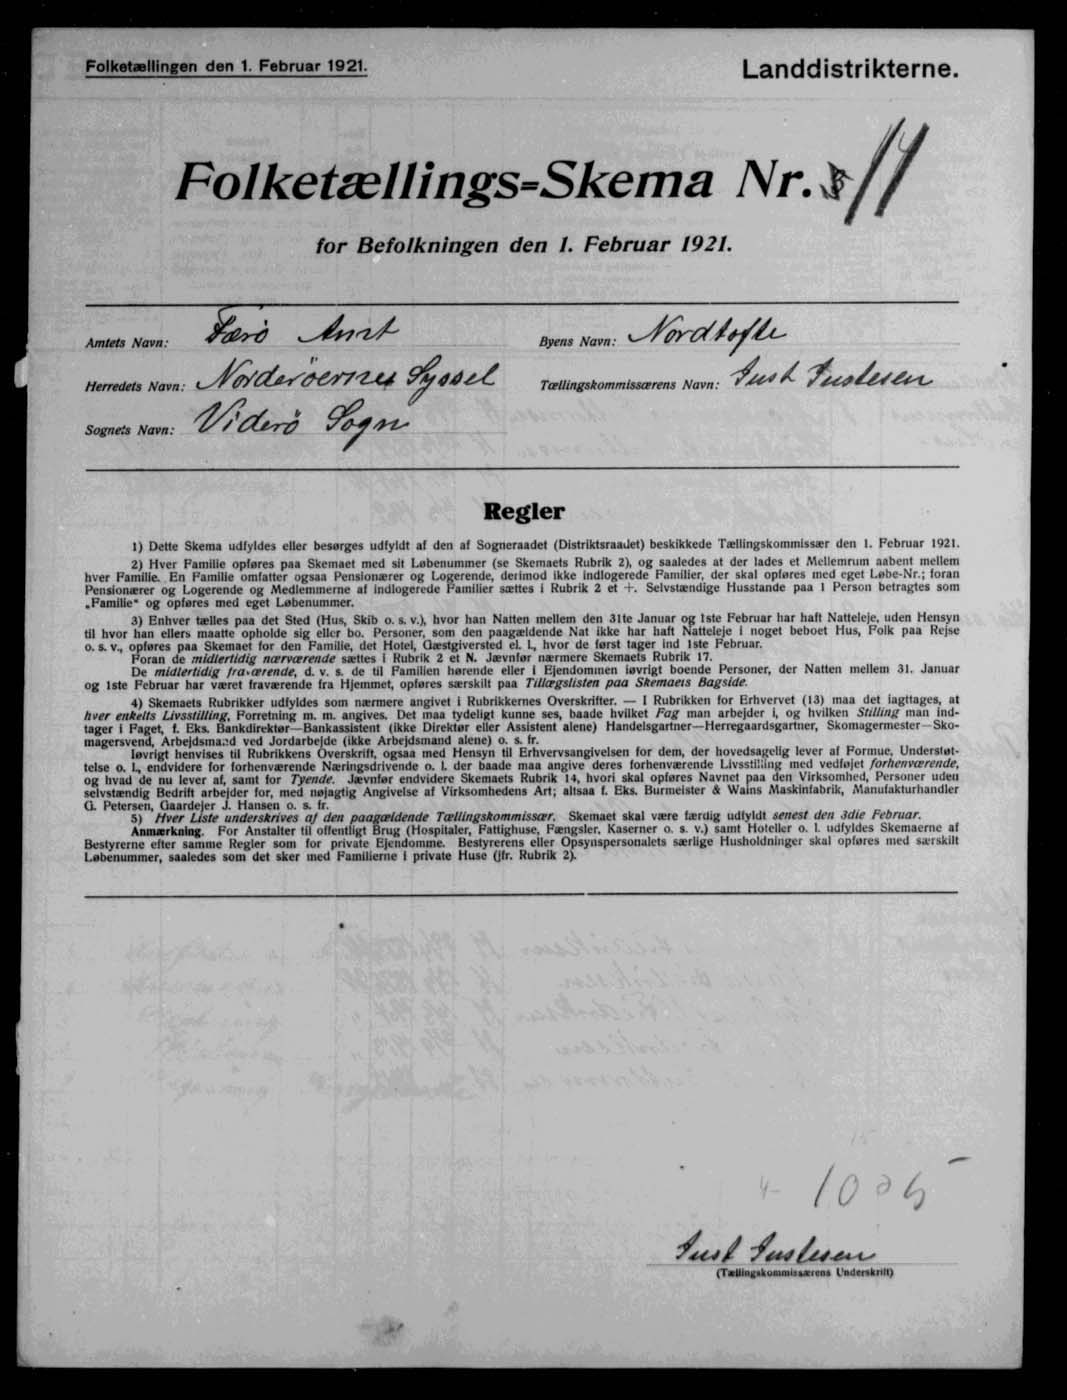 Folketællingen den 1. Februar 1921.
Landdistrikterne.
Folketællings=Skema Nr. 11
for Befolkningen den 1. Februar 1921.
Amtets Navn: Færö Amt
Byens Navn: Nordtofte
Herredets Navn: Norderöernes Syssel
Tællingskommissærens Navn: Just Justesen
Sognets Navn: Viderö Sogn
Regler
1) Dette Skema udfyldes eller besørges udfyldt af den af Sogneraadet (Distriktsraadet) beskikkede Tællingskommissær den 1. Februar 1921.
2) Hver Familie opføres paa Skemaet med sit Løbenummer (se Skemaets Rubrik 2), og saaledes at der lades et Mellemrum aabent mellem
hver Familie. En Familie omfatter ogsaa Pensionærer og Logerende, derimod ikke indlogerede Familier, der skal opføres med eget Løbe-Nr.; foran
Pensionærer og Logerende og Medlemmerne af indlogerede Familier sættes i Rubrik 2 et +. Selvstændige Husstande paa 1 Person betragtes som
„Familie“ og opføres med eget Løbenummer.
3) Enhver tælles paa det Sted (Hus, Skib o. s. v.), hvor han Natten mellem den 31te Januar og 1ste Februar har haft Natteleje, uden Hensyn
til hvor han ellers maatte opholde sig eller bo. Personer, som den paagældende Nat ikke har haft Natteleje i noget beboet Hus, Folk paa Rejse
o. s. v., opføres paa Skemaet for den Familie, det Hotel, Gæstgiversted el. l., hvor de først tager ind 1ste Februar.
Foran de midlertidig nærværende sættes i Rubrik 2 et N. Jævnfør nærmere Skemaets Rubrik 17.
De midlertidig fraværende, d. v. s. de til Familien hørende eller i Ejendommen iøvrigt boende Personer, der Natten mellem 31. Januar
og 1ste Februar har været fraværende fra Hjemmet, opføres særskilt paa Tillægslisten paa Skemaets Bagside.
4) Skemaets Rubrikker udfyldes som nærmere angivet i Rubrikkernes Overskrifter. — I Rubrikken for Erhvervet (13) maa det iagttages, at
hver enkelts Livsstilling, Forretning m. m. angives. Det maa tydeligt kunne ses, baade hvilket Fag man arbejder i, og hvilken Stilling man ind-
tager i Faget, f. Eks. Bankdirektør—Bankassistent (ikke Direktør eller Assistent alene) Handelsgartner—Herregaardsgartner, Skomagermester—Sko-
magersvend, Arbejdsmand ved Jordarbejde (ikke Arbejdsmand alene) o. s. fr.
Iøvrigt henvises til Rubrikkens Overskrift, ogsaa med Hensyn til Erhvervsangivelsen for dem, der hovedsagelig lever af Formue, Understøt-
telse o. l., endvidere for forhenværende Næringsdrivende o. l. der baade maa angive deres forhenværende Livsstilling med vedføjet forhenværende,
og hvad de nu lever af, samt for Tyende. Jævnfør endvidere Skemaets Rubrik 14, hvori skal opføres Navnet paa den Virksomhed, Personer uden
selvstændig Bedrift arbejder for, med nøjagtig Angivelse af Virksomhedens Art; altsaa f. Eks. Burmeister & Wains Maskinfabrik, Manufakturhandler
G. Petersen, Gaardejer J. Hansen o. s. fr.
5) Hver Liste underskrives af den paagældende Tællingskommissær. Skemaet skal være færdig udfyldt senest den 3die Februar.
Anmærkning. For Anstalter til offentligt Brug (Hospitaler, Fattighuse, Fængsler, Kaserner o. s. v.) samt Hoteller o. l. udfyldes Skemaerne af
Bestyrerne efter samme Regler som for private Ejendomme. Bestyrerens eller Opsynspersonalets særlige Husholdninger skal opføres med særskilt
Løbenummer, saaledes som det sker med Familierne i private Huse (jfr. Rubrik 2).
Just Justesen
(Tællingskommissærens Underskrift)